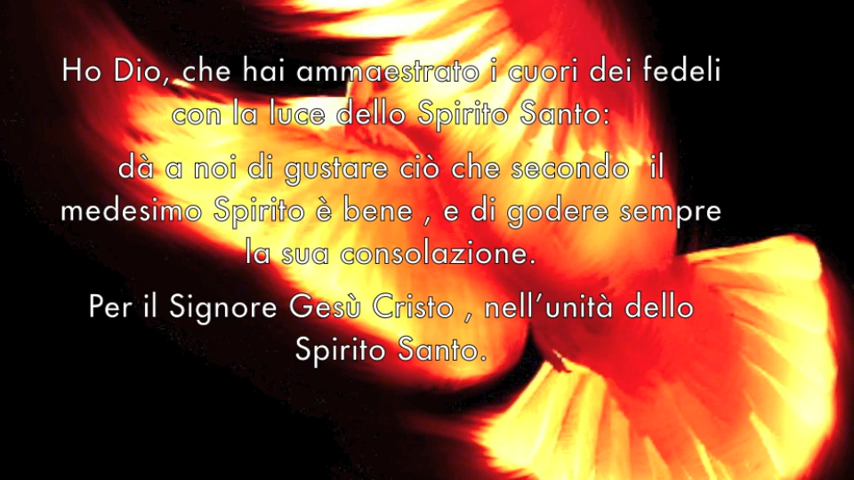 Ho Dio, che hai ammaestrato i cuori dei fedeli
con la luce dello Spirito Santo:
dà a noi di gustare ciò che secondo il
medesimo Spirito è bene , e di godere sempre
la sua consolazione.
Per il Signore Gesù Cristo , nell’unità dello
Spirito Santo.